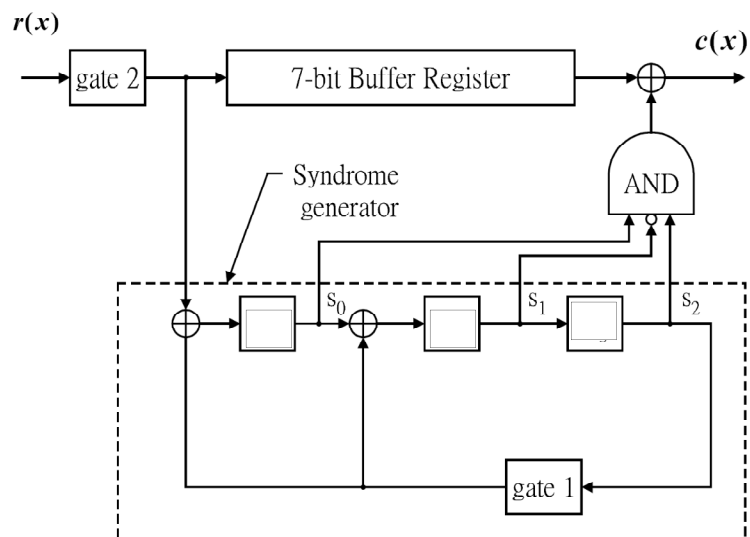 r(x)
c(x)
gate 2
7-bit Buffer Register
Syndrome
generator
AND
s0
s1
s2
gate 1